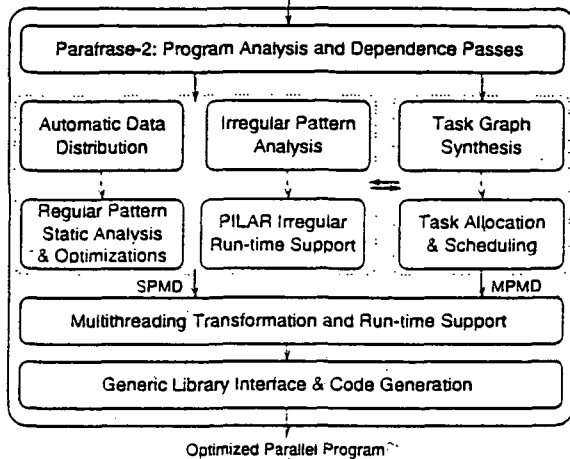 Parafrase-2: Program Analysis and Dependence Passes
Automatic Data
Distribution
Irregular Pattern
Analysis
Task Graph
Synthesis
Regular Pattern
Static Analysis
& Optimizations
PILAR Irregular
Run-time Support
Task Allocation
& Scheduling
SPMD
MPMD
Multithreading Transformation and Run-time Support
Generic Library Interface & Code Generation
Optimized Parallel Program